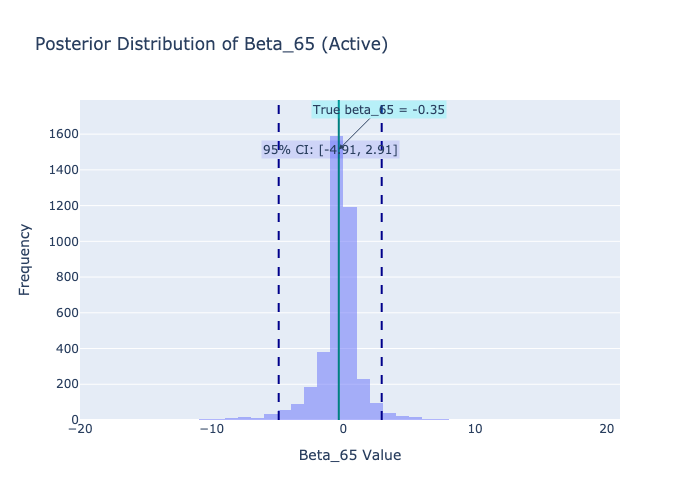 Posterior Distribution of Beta_65 (Active)
True beta_65 = -0.35
95% CI: [-4.91, 2.91]
1600
1400
1200
1000
800
600
400
200
0
Frequency
−20
−10
0
10
20
Beta_65 Value